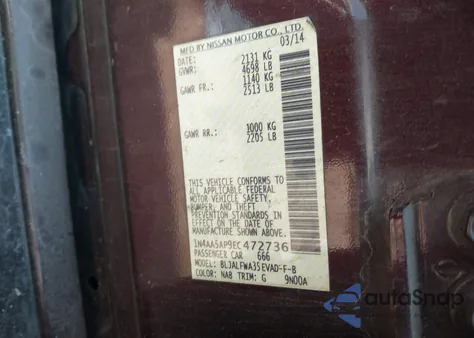 MFD BY NISSAN MOTOR CO., LTD.
DATE: 03/14
GVWR: 2131 KG
4698 LB
GAWR FR.: 1140 KG
2513 LB
GAWR RR.: 1000 KG
2205 LB
THIS VEHICLE CONFORMS TO
ALL APPLICABLE FEDERAL
MOTOR VEHICLE SAFETY,
BUMPER, AND THEFT
PREVENTION STANDARDS
IN EFFECT ON THE DATE OF
MANUFACTURE SHOWN ABOVE.
1N4AA5AP9EC472736
PASSENGER CAR 666
MODEL: BLJALFWA35EVAD-F-B
COLOR: NAB TRIM: G 9N00A
autoSnap